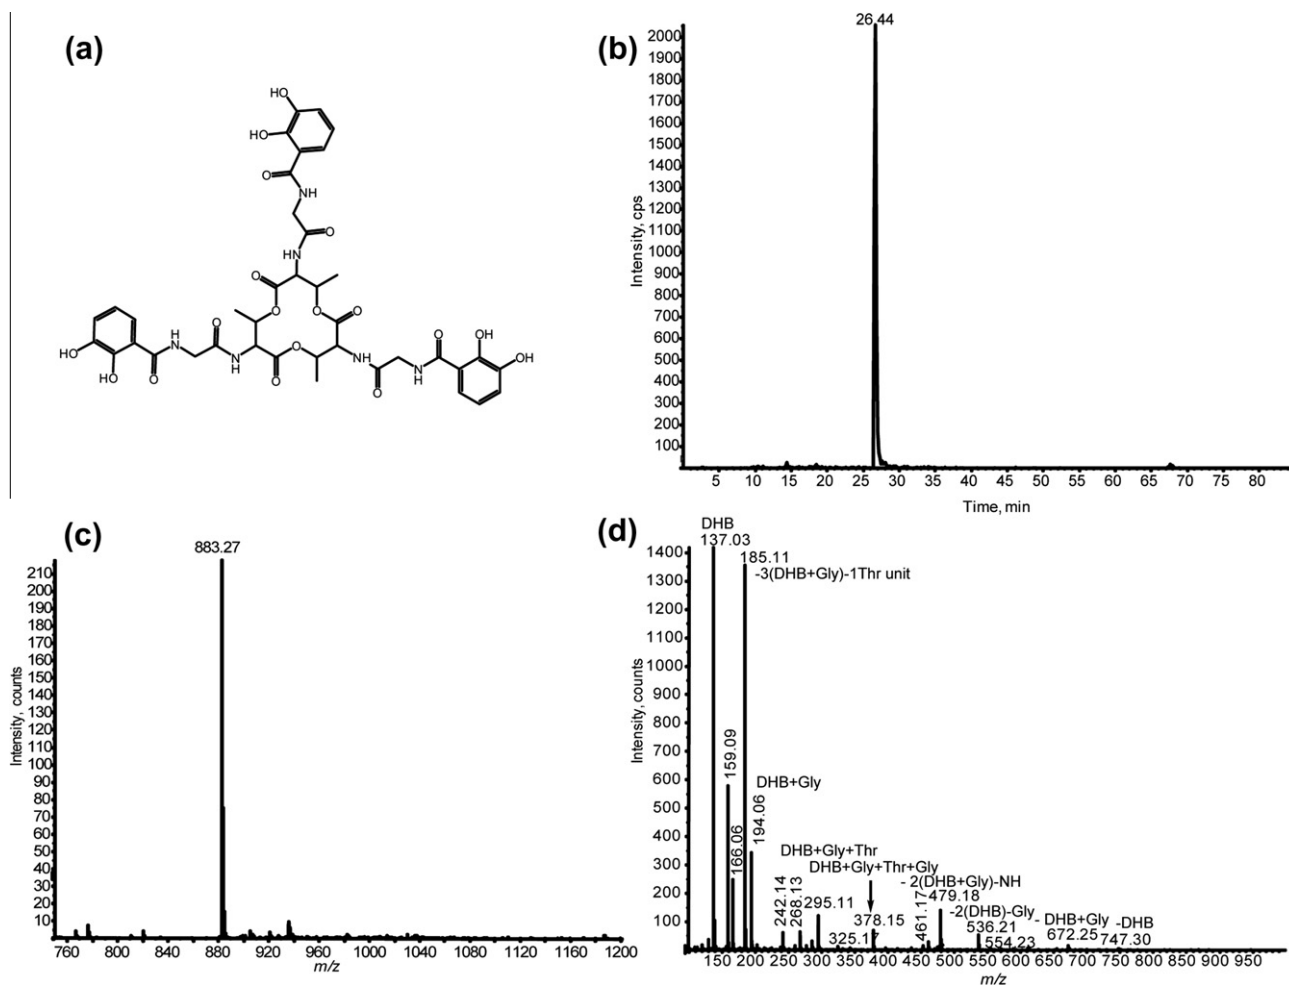 (a)
HO
HO
O
NH
O
HN
O
O
O
O
O
O
O
HO
OH
O
H
N
O
N
H
NH
O
N
H
O
OH
OH
(b)
26.44
2000
1900
1800
1700
1600
1500
1400
1300
1200
1100
1000
900
800
700
600
500
400
300
200
100
Intensity, cps
5 10 15 20 25 30 35 40 45 50 55 60 65 70 75 80
Time, min
(c)
883.27
210
200
190
180
170
160
150
140
130
120
110
100
90
80
70
60
50
40
30
20
10
Intensity, counts
760 800 840 880 920 960 1000 1040 1080 1120 1160 1200
m/z
(d)
DHB
137.03
185.11
-3(DHB+Gly)-1Thr unit
159.09
166.06
DHB+Gly
194.06
DHB+Gly+Thr
DHB+Gly+Thr+Gly
242.14
268.13
295.11
325.17
378.15
- 2(DHB+Gly)-NH
461.17
479.18
-2(DHB)-Gly
536.21
554.23
- DHB+Gly
672.25
-DHB
747.30
1400
1300
1200
1100
1000
900
800
700
600
500
400
300
200
100
Intensity, counts
150 200 250 300 350 400 450 500 550 600 650 700 750 800 850 900 950
m/z